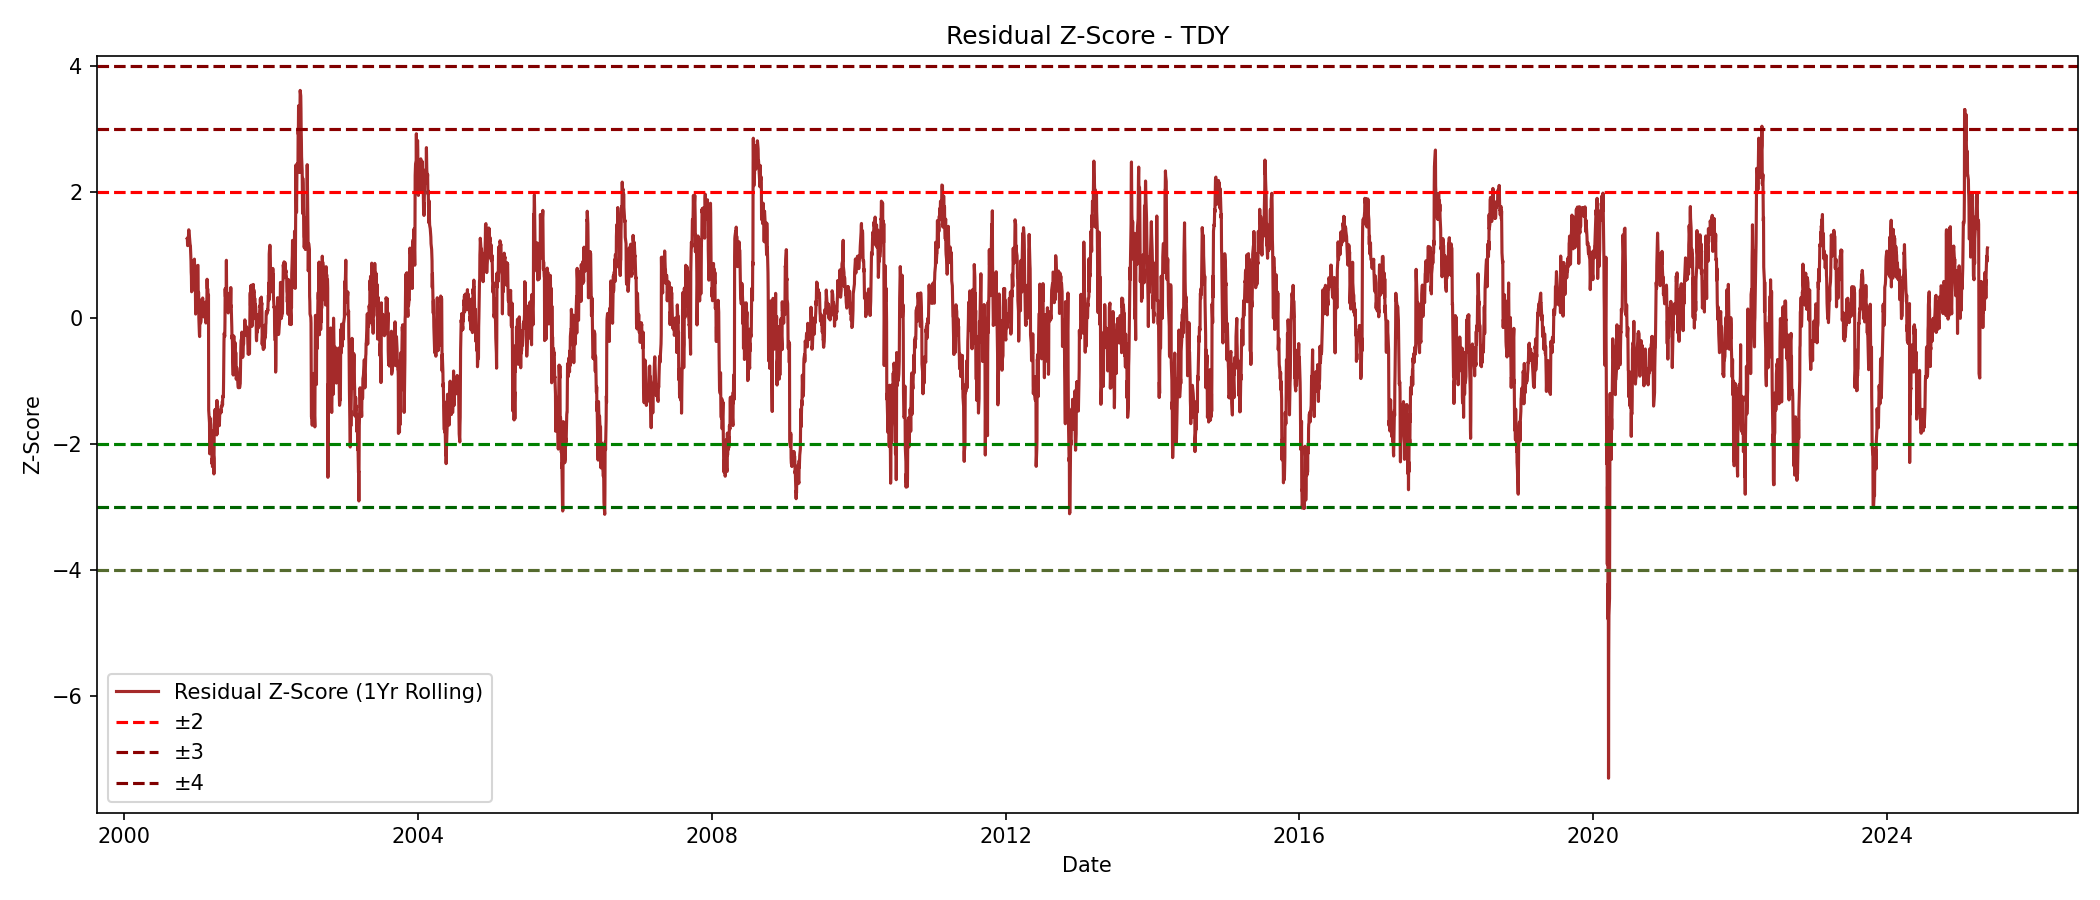 Residual Z-Score - TDY
4
2
0
−2
−4
−6
Z-Score
Residual Z-Score (1Yr Rolling)
±2
±3
±4
2000 2004 2008 2012 2016 2020 2024
Date